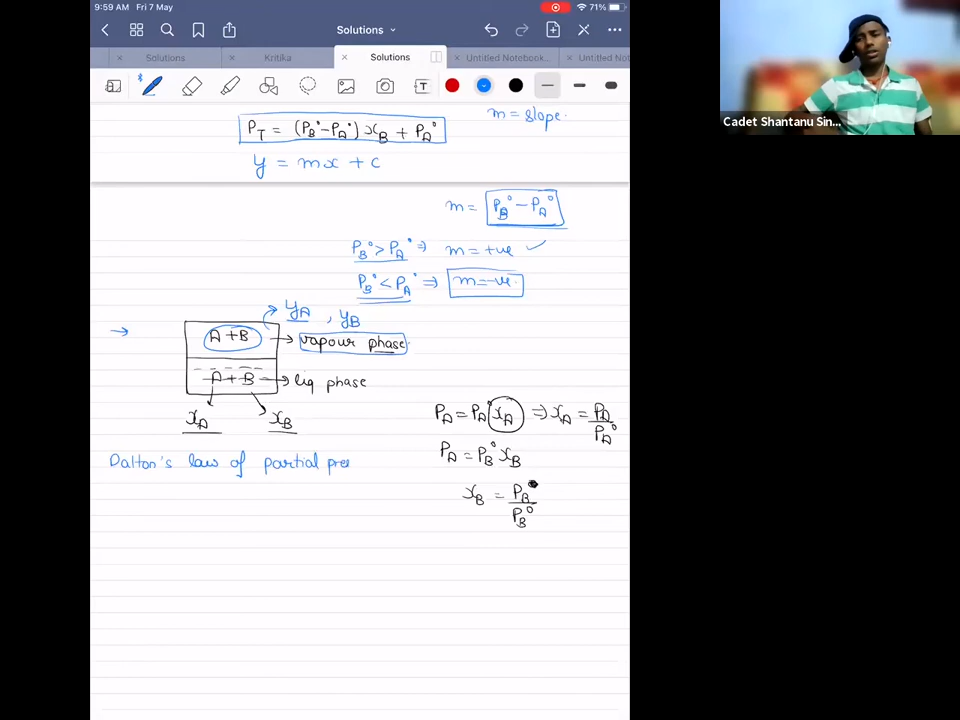 9:59 AM Fri 7 May 71%
Solutions
Solutions Kritika Solutions Untitled Notebook... Untitled Not
T
m = slope.
P_T = (P_B° - P_A°) x_B + P_A°
y = mx + c
m = P_B° - P_A°
P_B° > P_A° ⇒ m = +ve ✓
P_B° < P_A° ⇒ m = -ve.
→ y_A , y_B
A + B → vapour phase.
A + B → liq phase
x_A x_B
P_A = P_A° x_A ⇒ x_A = P_A / P_A°
P_A = P_B° x_B
x_B = P_B / P_B°
Dalton's law of partial pres
Cadet Shantanu Sin...